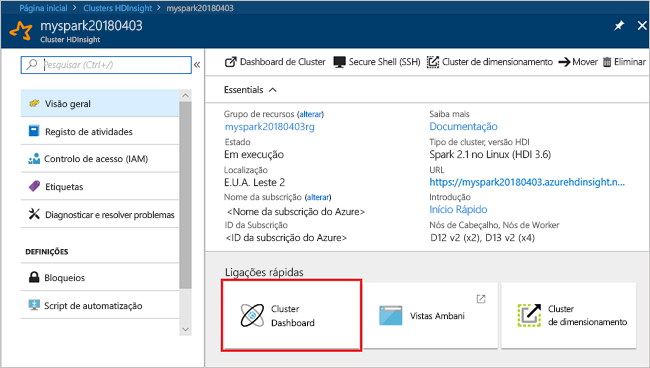 Página inicial > Clusters HDInsight > myspark20180403
myspark20180403
Cluster HDInsight
Pesquisar (Ctrl+/)
Visão geral
Registo de atividades
Controlo de acesso (IAM)
Etiquetas
Diagnosticar e resolver problemas
DEFINIÇÕES
Bloqueios
Script de automatização
Dashboard de Cluster Secure Shell (SSH) Cluster de dimensionamento Mover Eliminar
Essentials
Grupo de recursos (alterar)
myspark20180403rg
Estado
Em execução
Localização
E.U.A. Leste 2
Nome da subscrição (alterar)
<Nome da subscrição do Azure>
ID da Subscrição
<ID da subscrição do Azure>
Saiba mais
Documentação
Tipo de cluster, versão HDI
Spark 2.1 no Linux (HDI 3.6)
URL
https://myspark20180403.azurehdinsight.n...
Introdução
Início Rápido
Nós de Cabeçalho, Nós de Worker
D12 v2 (x2), D13 v2 (x4)
Ligações rápidas
Cluster
Dashboard
Vistas Ambani
Cluster
de dimensionamento